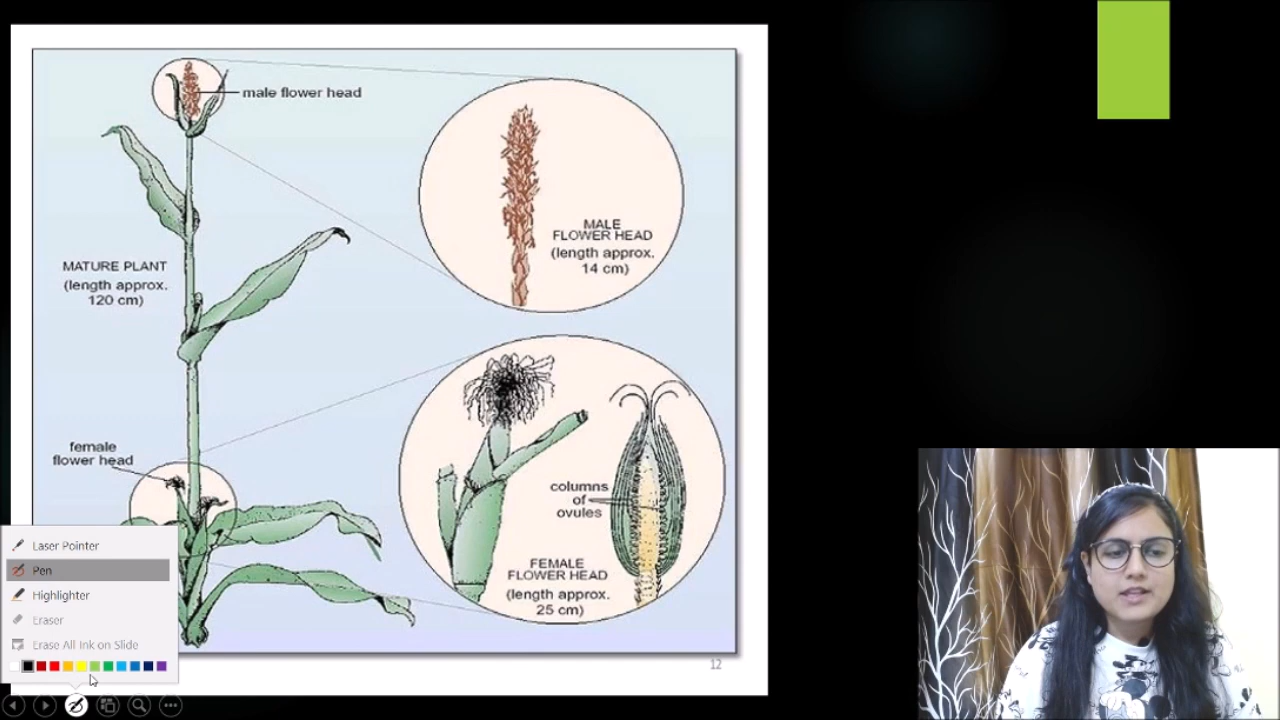 male flower head
MALE
FLOWER HEAD
(length approx.
14 cm)
MATURE PLANT
(length approx.
120 cm)
female
flower head
columns
of
ovules
FEMALE
FLOWER HEAD
(length approx.
25 cm)
Laser Pointer
Pen
Highlighter
Eraser
Erase All Ink on Slide
12